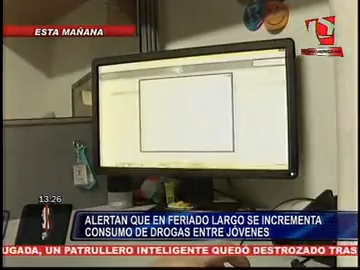 ESTA MAÑANA
13:26
ALERTAN QUE EN FERIADO LARGO SE INCREMENTA
CONSUMO DE DROGAS ENTRE JÓVENES
UGADA, UN PATRULLERO INTELIGENTE QUEDÓ DESTROZADO TRAS